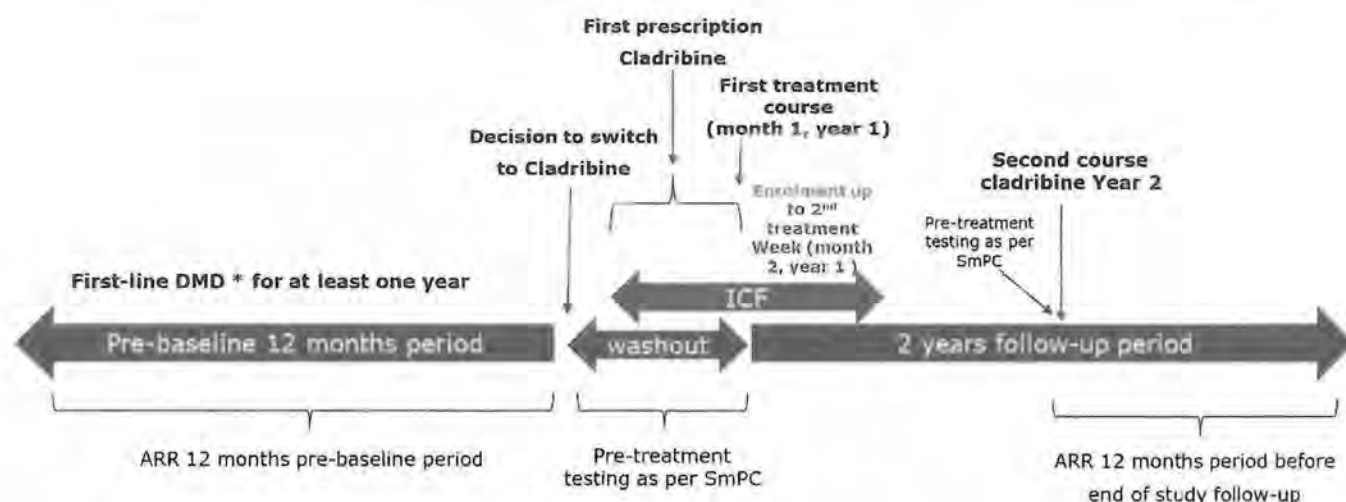 First prescription
Cladribine
First treatment
course
(month 1, year 1)
Decision to switch
to Cladribine
Enrolment up
to 2nd
treatment
Week (month
2, year 1 )
Second course
cladribine Year 2
Pre-treatment
testing as per
SmPC
First-line DMD * for at least one year
ICF
Pre-baseline 12 months period
washout
2 years follow-up period
ARR 12 months pre-baseline period
Pre-treatment
testing as per SmPC
ARR 12 months period before
end of study follow-up